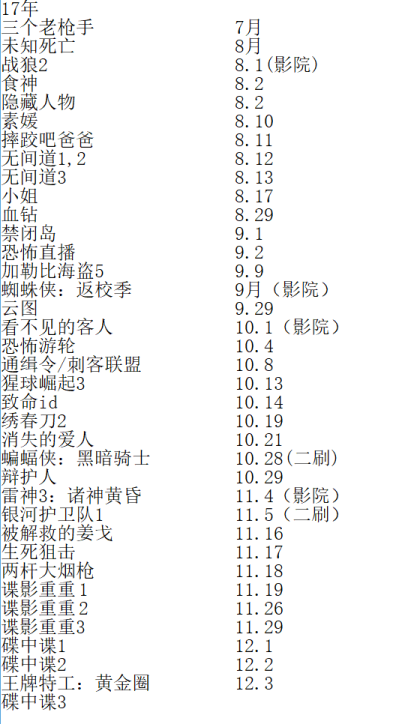 17年
三个老枪手 7月
未知死亡 8月
战狼2 8.1(影院)
食神 8.2
隐藏人物 8.2
素媛 8.10
摔跤吧爸爸 8.11
无间道1,2 8.12
无间道3 8.13
小姐 8.17
血钻 8.29
禁闭岛 9.1
恐怖直播 9.2
加勒比海盗5 9.9
蜘蛛侠：返校季 9月（影院）
云图 9.29
看不见的客人 10.1（影院）
恐怖游轮 10.4
通缉令/刺客联盟 10.8
猩球崛起3 10.13
致命id 10.14
绣春刀2 10.19
消失的爱人 10.21
蝙蝠侠：黑暗骑士 10.28(二刷)
辩护人 10.29
雷神3：诸神黄昏 11.4（影院）
银河护卫队1 11.5（二刷）
被解救的姜戈 11.16
生死狙击 11.17
两杆大烟枪 11.18
谍影重重1 11.19
谍影重重2 11.26
谍影重重3 11.29
碟中谍1 12.1
碟中谍2 12.2
王牌特工：黄金圈 12.3
碟中谍3